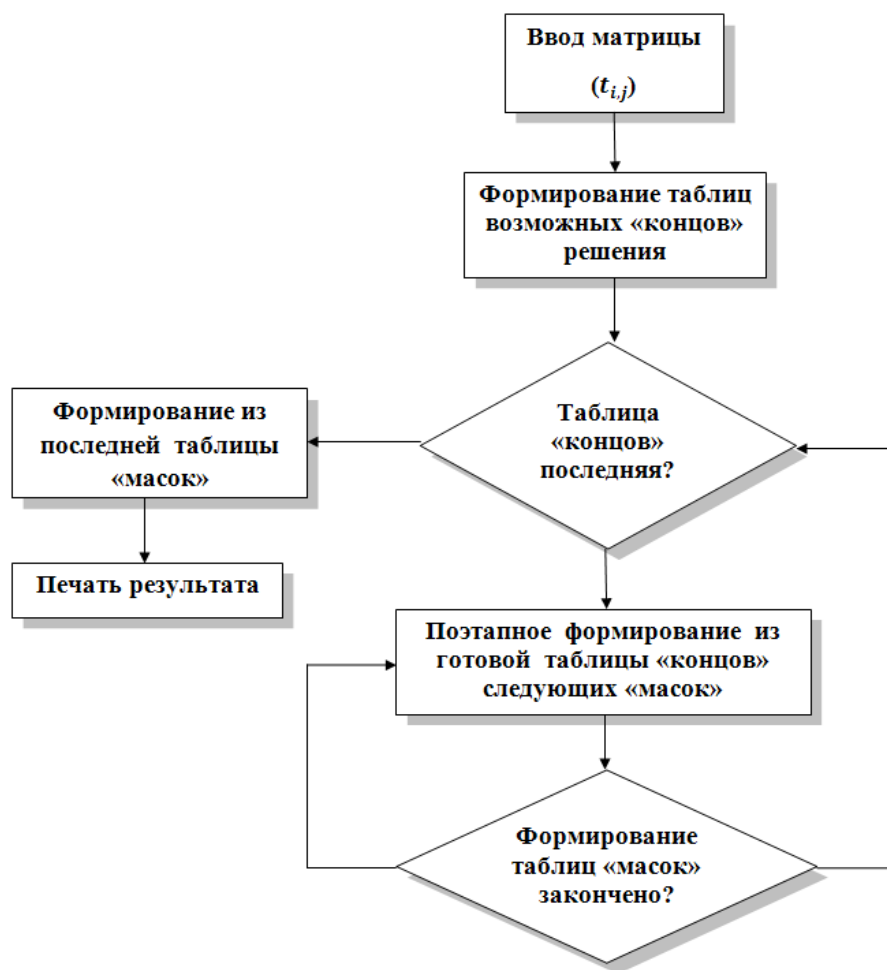 Ввод матрицы
(t_{i,j})
Формирование таблиц
возможных «концов»
решения
Таблица
«концов»
последняя?
Формирование из
последней таблицы
«масок»
Печать результата
Поэтапное формирование из
готовой таблицы «концов»
следующих «масок»
Формирование
таблиц «масок»
закончено?